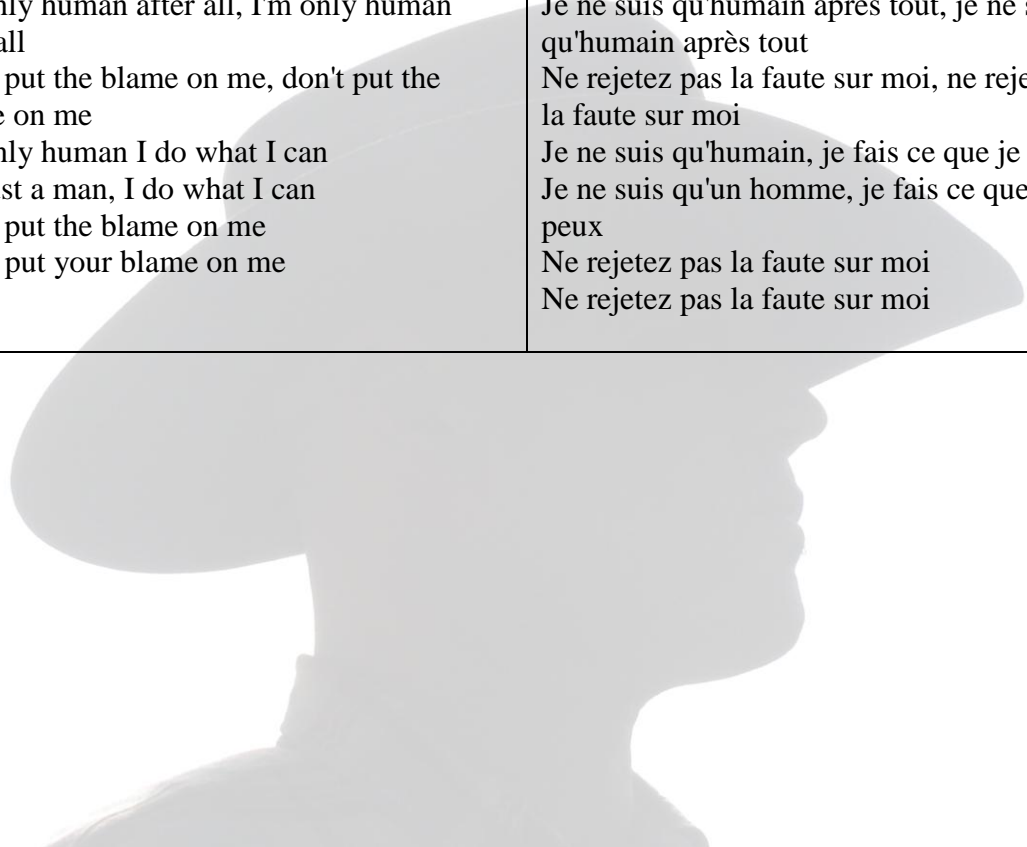 nly human after all, I'm only human
all
put the blame on me, don't put the
e on me
nly human I do what I can
st a man, I do what I can
put the blame on me
put your blame on me
Je ne suis qu'humain après tout, je ne s
qu'humain après tout
Ne rejetez pas la faute sur moi, ne reje
la faute sur moi
Je ne suis qu'humain, je fais ce que je
Je ne suis qu'un homme, je fais ce que
peux
Ne rejetez pas la faute sur moi
Ne rejetez pas la faute sur moi